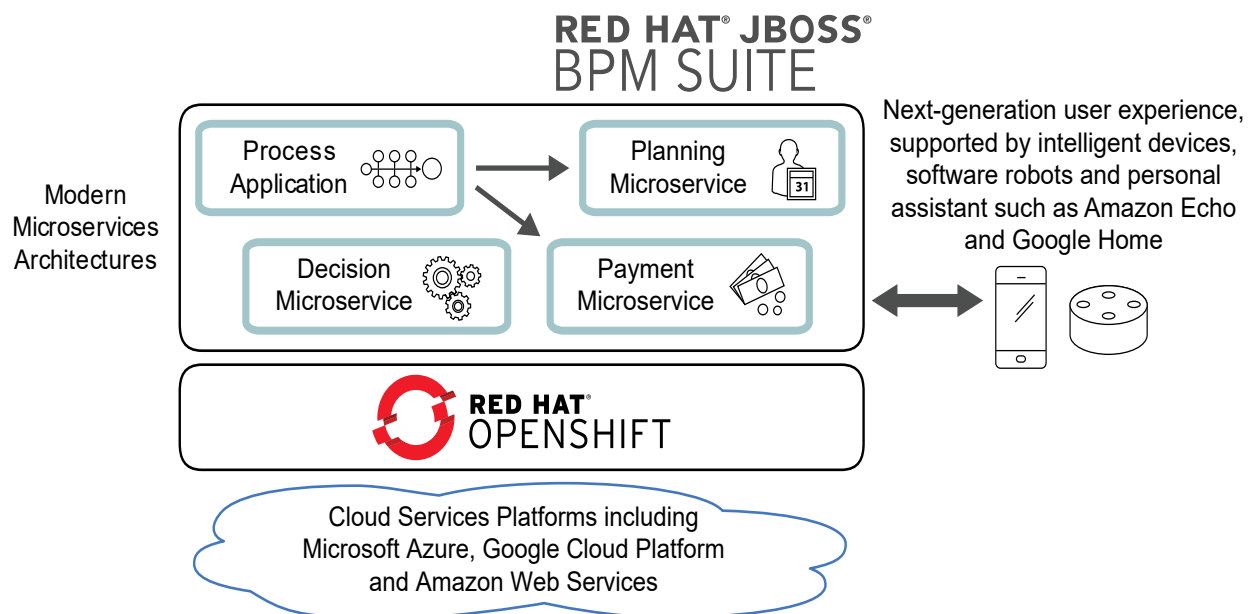 RED HAT® JBOSS®
BPM SUITE
Modern
Microservices
Architectures
Process
Application
Planning
Microservice
31
Decision
Microservice
Payment
Microservice
Next-generation user experience,
supported by intelligent devices,
software robots and personal
assistant such as Amazon Echo
and Google Home
RED HAT®
OPENSHIFT
Cloud Services Platforms including
Microsoft Azure, Google Cloud Platform
and Amazon Web Services